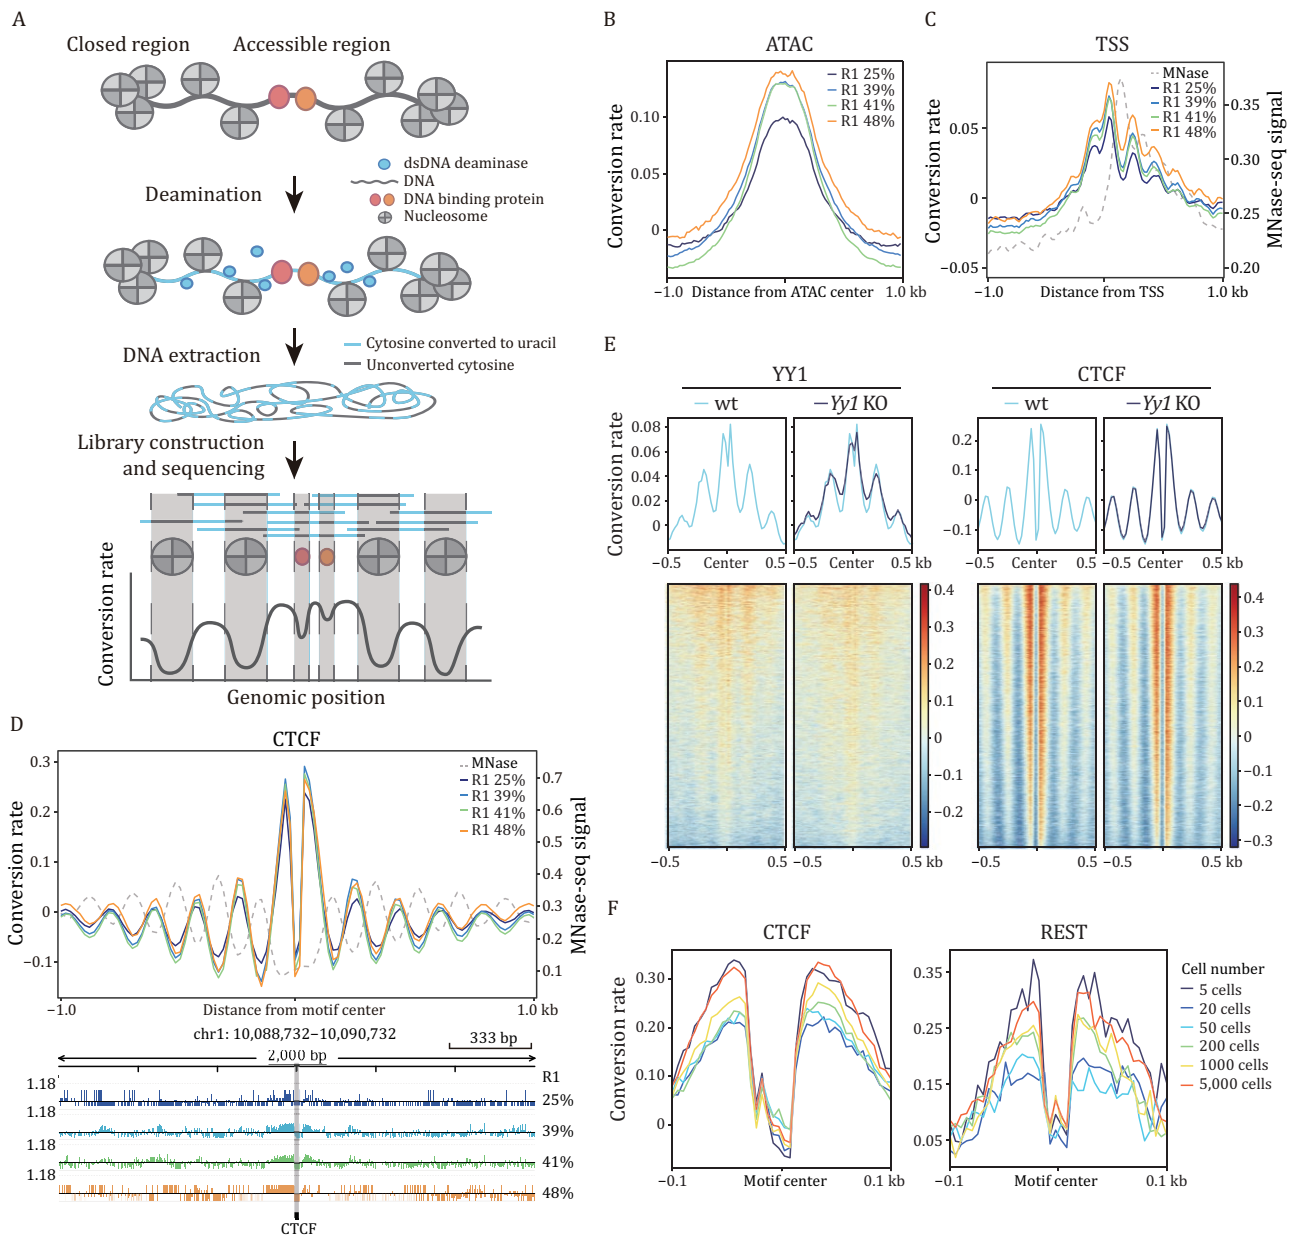 A
Closed region
Accessible region
dsDNA deaminase
DNA
DNA binding protein
Nucleosome
Deamination
DNA extraction
Cytosine converted to uracil
Unconverted cytosine
Library construction
and sequencing
Conversion rate
Genomic position
B
ATAC
R1 25%
R1 39%
R1 41%
R1 48%
Conversion rate
0.10
0.05
0
−1.0
Distance from ATAC center
1.0 kb
C
TSS
MNase
R1 25%
R1 39%
R1 41%
R1 48%
Conversion rate
0.05
0
−0.05
MNase-seq signal
0.35
0.30
0.25
0.20
−1.0
Distance from TSS
1.0 kb
D
CTCF
MNase
R1 25%
R1 39%
R1 41%
R1 48%
Conversion rate
0.3
0.2
0.1
0
−0.1
MNase-seq signal
0.7
0.6
0.5
0.4
0.3
0.2
0.1
−1.0
Distance from motif center
1.0 kb
chr1: 10,088,732−10,090,732
333 bp
2,000 bp
R1
1.18
25%
1.18
39%
1.18
41%
1.18
48%
CTCF
E
YY1
wt
Yy1 KO
Conversion rate
0.08
0.06
0.04
0.02
0
−0.5
Center
0.5
Center
0.5 kb
0.4
0.3
0.2
0.1
0
−0.1
−0.2
−0.5
0.5
0.5 kb
CTCF
wt
Yy1 KO
0.2
0.1
0
−0.1
−0.5
Center
0.5
Center
0.5 kb
0.4
0.3
0.2
0.1
0
−0.1
−0.2
−0.3
−0.5
0.5
0.5 kb
F
CTCF
Conversion rate
0.30
0.20
0.10
0
−0.1
Motif center
0.1 kb
REST
0.35
0.25
0.15
0.05
−0.1
Motif center
0.1 kb
Cell number
5 cells
20 cells
50 cells
200 cells
1000 cells
5,000 cells